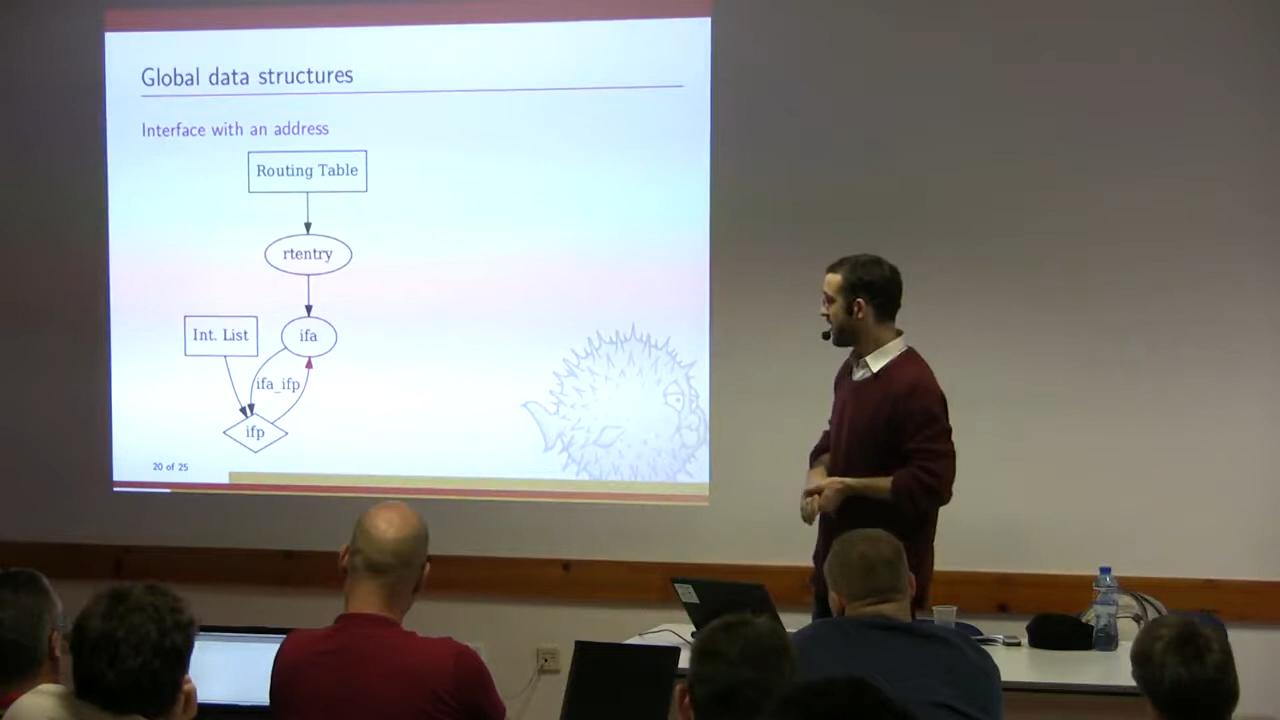 Global data structures
Interface with an address
Routing Table
rtentry
Int. List
ifa
ifa_ifp
ifp
20 of 25